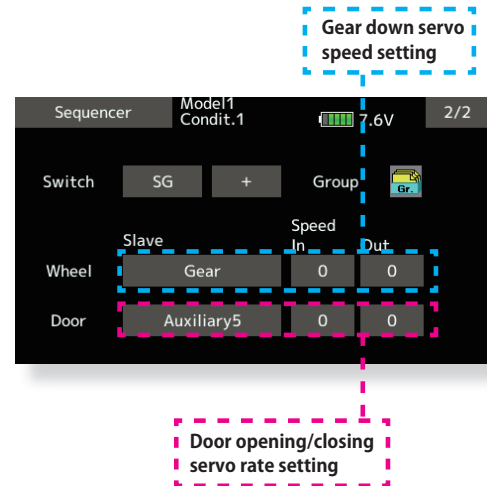 Gear down servo
speed setting
Sequencer
Model1
Condit.1
7.6V
2/2
Switch
SG
+
Group
Gr.
Slave
Speed
In
Out
Wheel
Gear
0
0
Door
Auxiliary5
0
0
Door opening/closing
servo rate setting